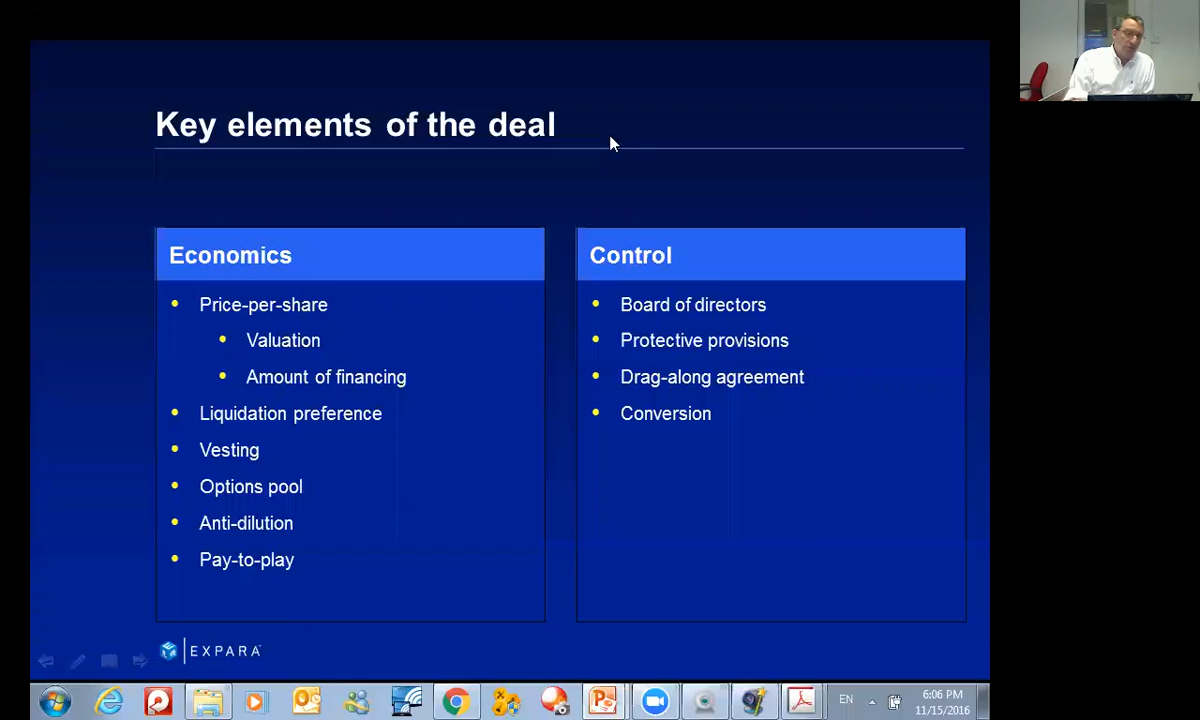 Key elements of the deal
Economics
Price-per-share
Valuation
Amount of financing
Liquidation preference
Vesting
Options pool
Anti-dilution
Pay-to-play
Control
Board of directors
Protective provisions
Drag-along agreement
Conversion
EXPARA
EN
6:06 PM
11/15/2016